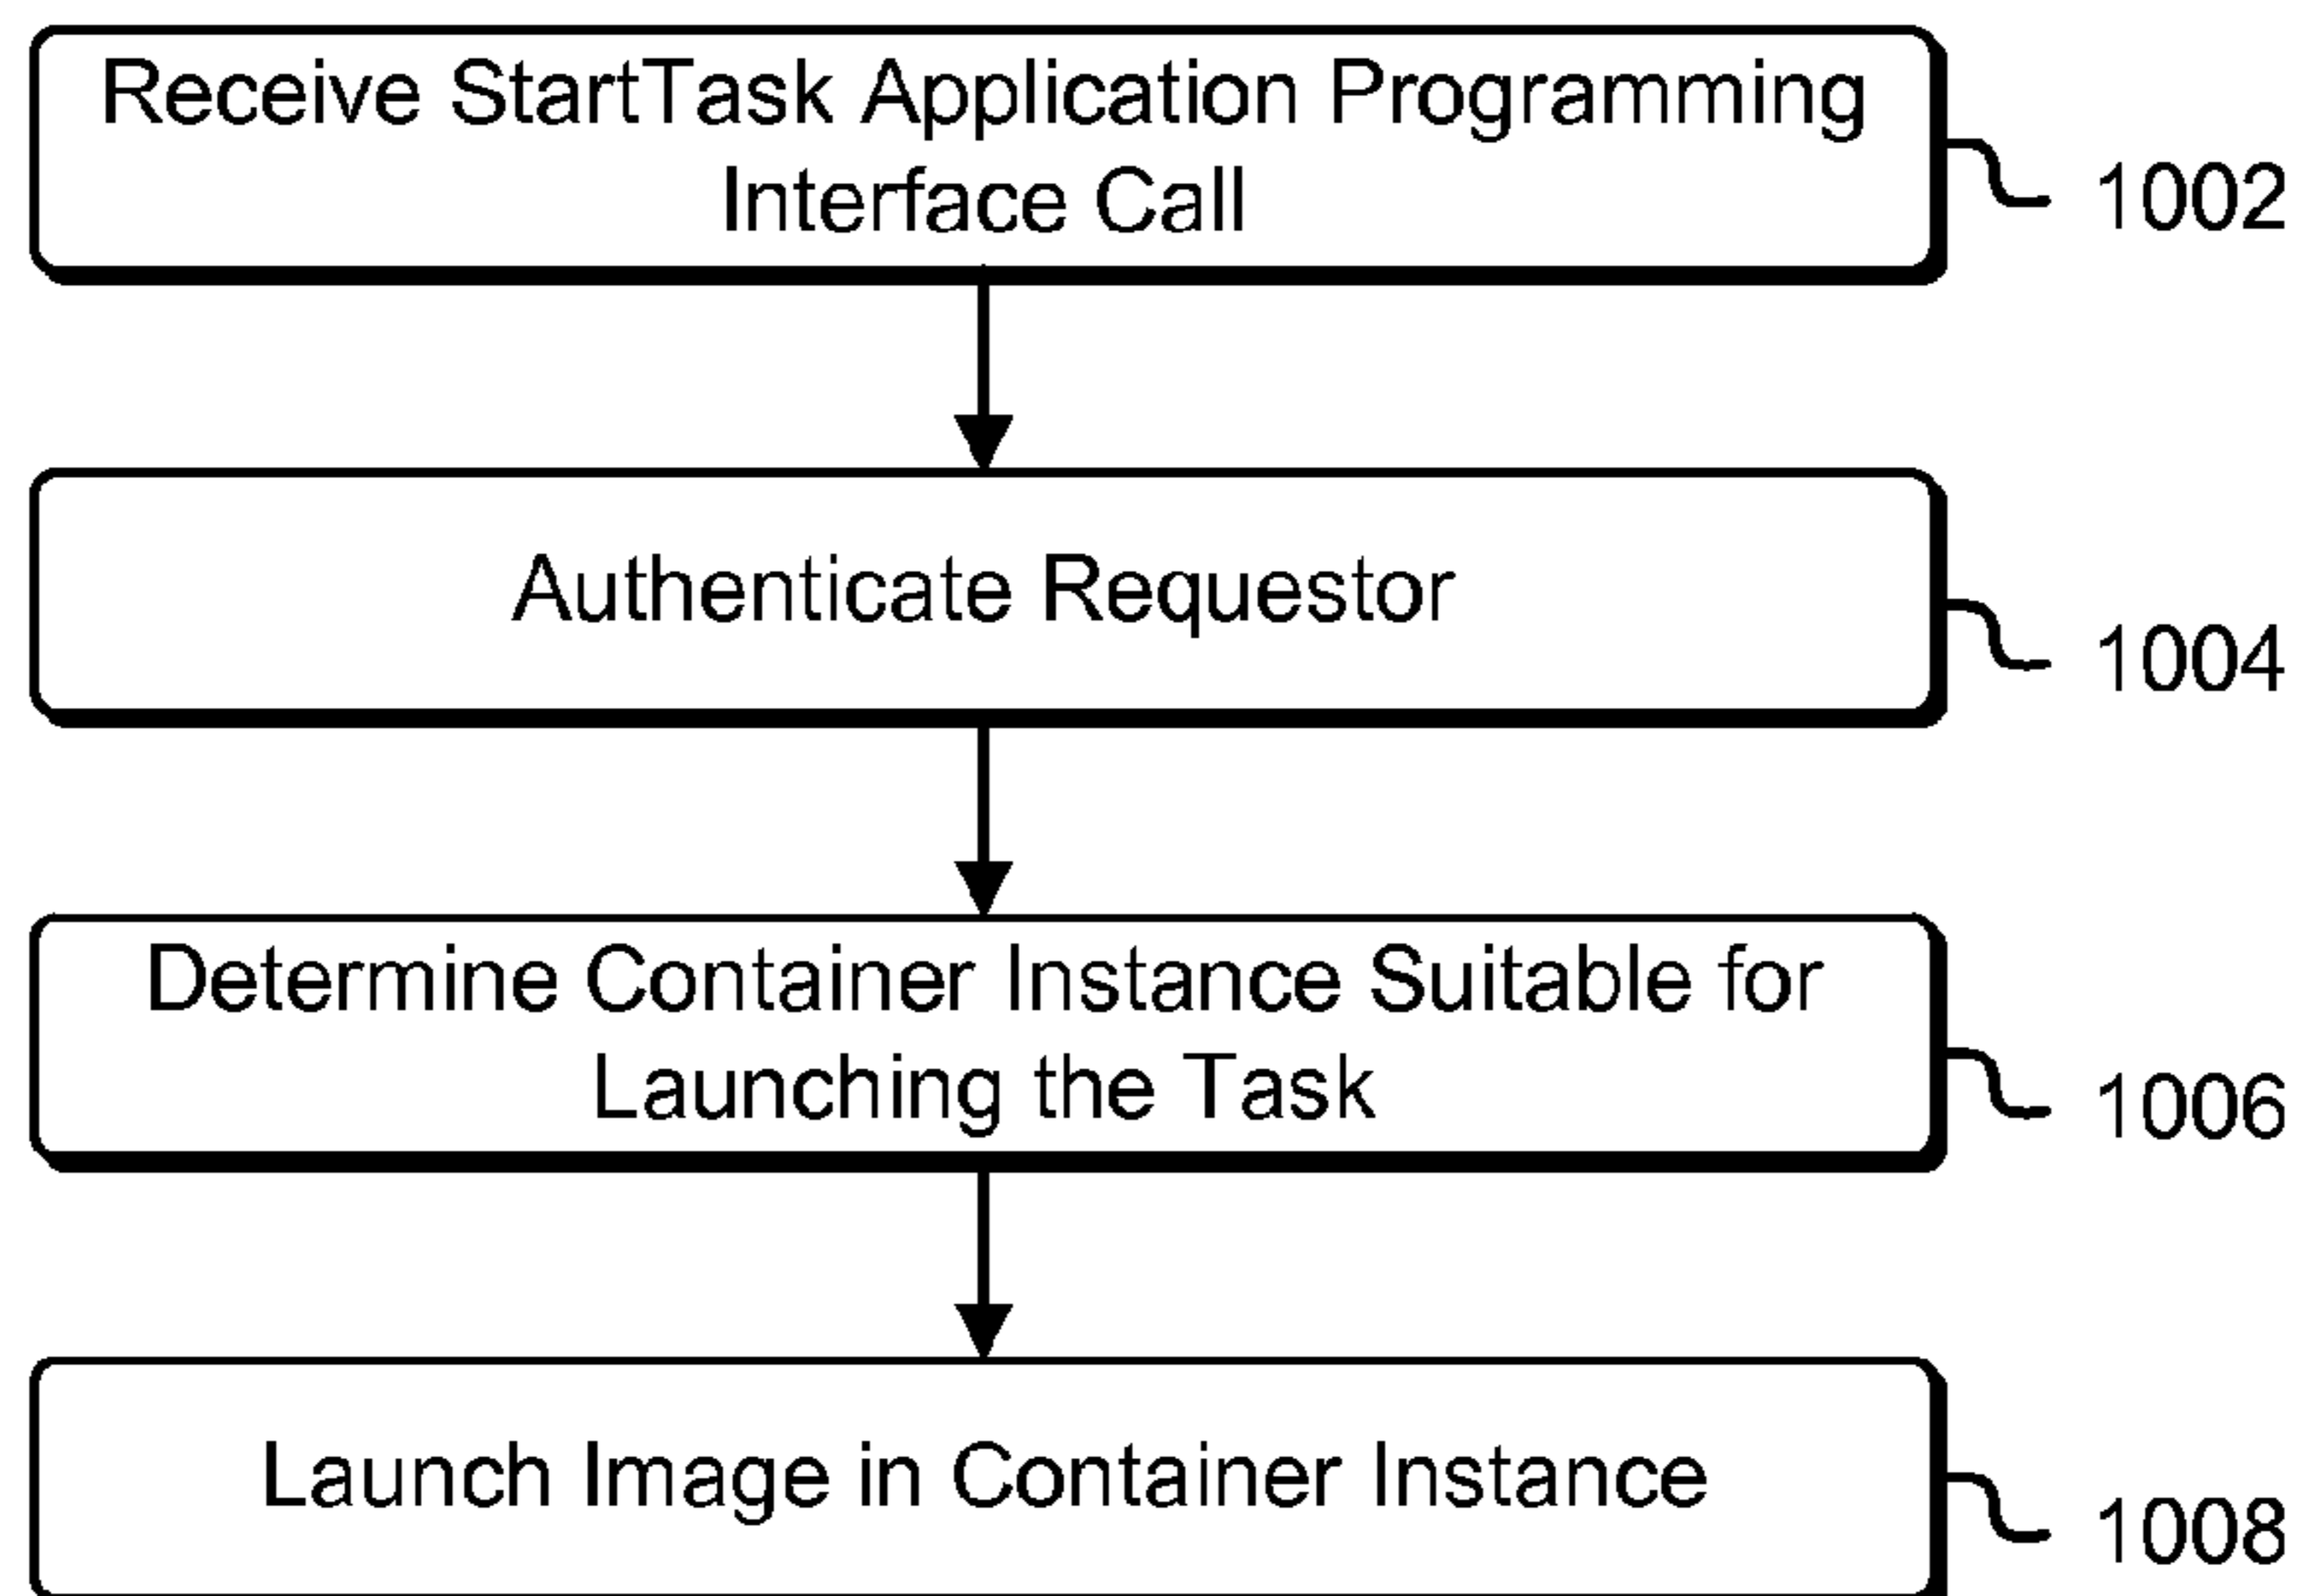 Receive StartTask Application Programming
Interface Call
1002
Authenticate Requestor
1004
Determine Container Instance Suitable for
Launching the Task
1006
Launch Image in Container Instance
1008